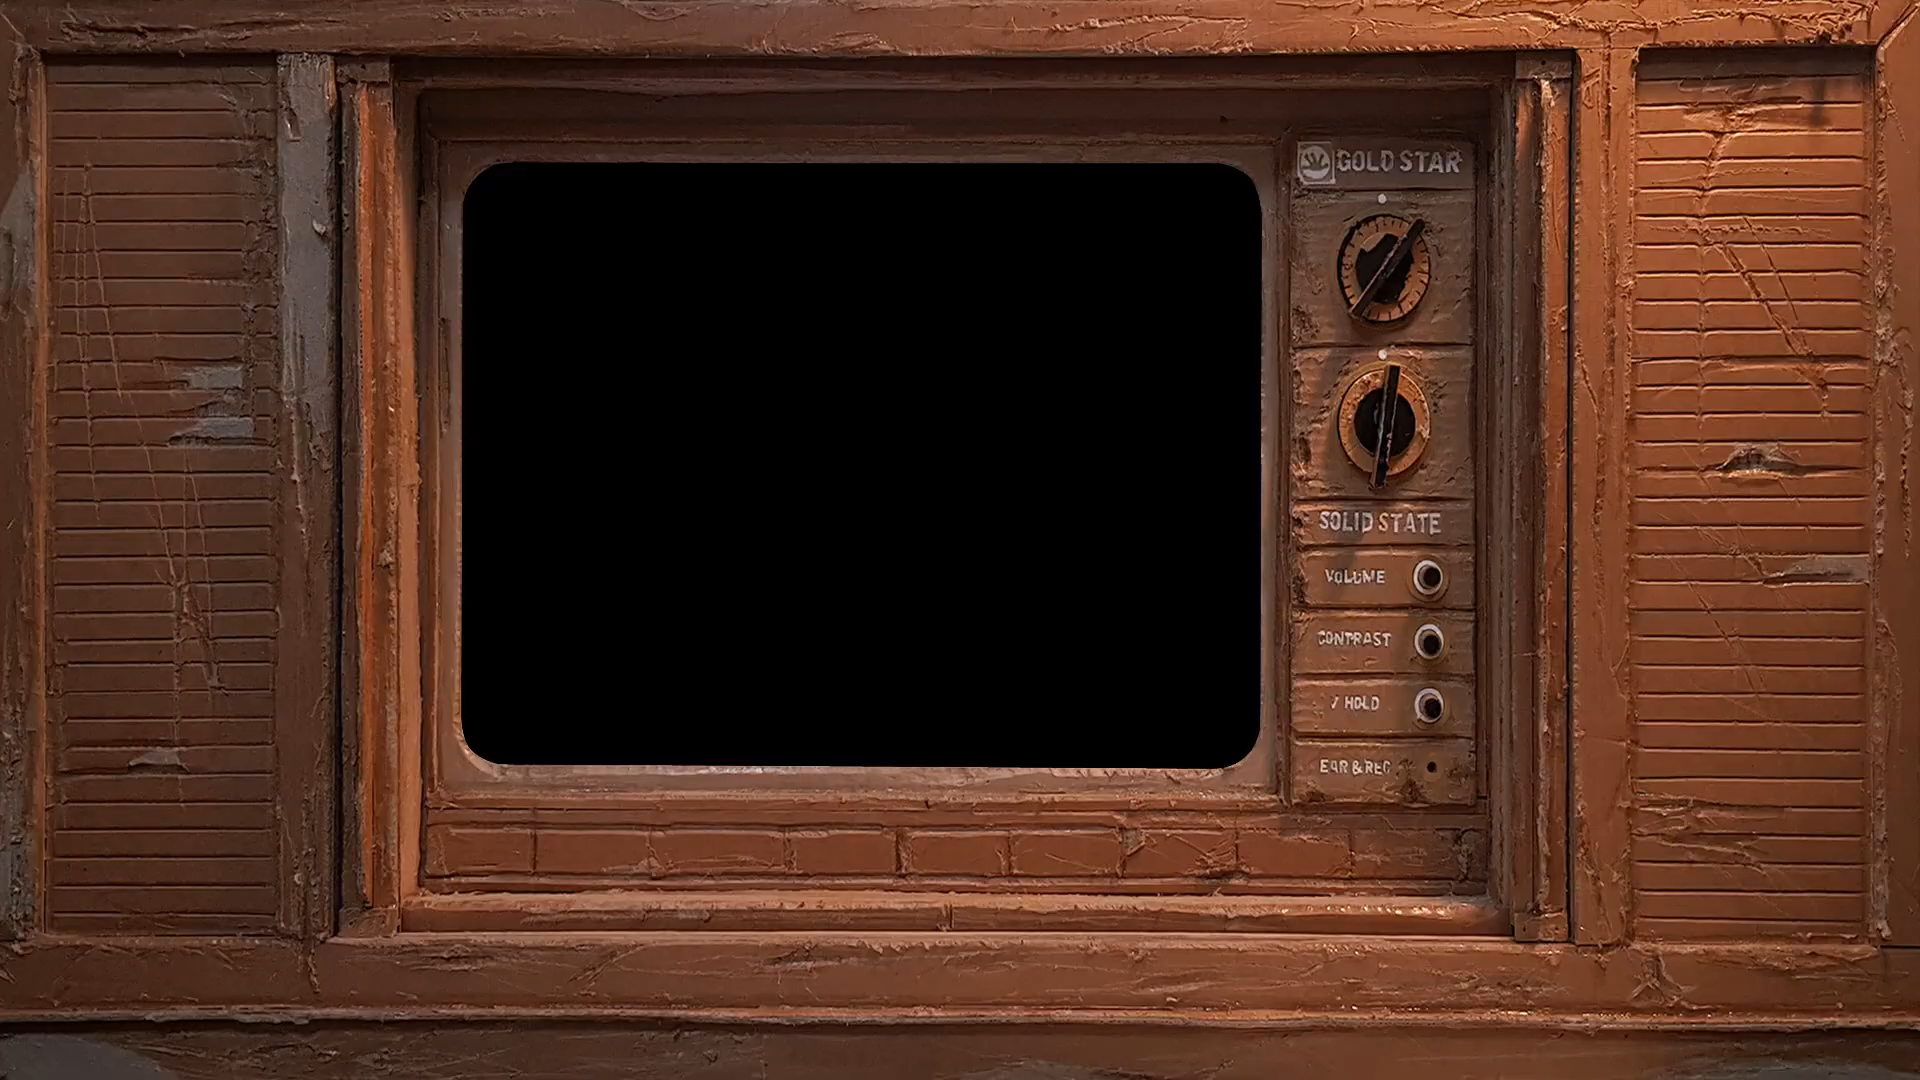 GOLD STAR
SOLID STATE
VOLUME
CONTRAST
V HOLD
EAR & REC